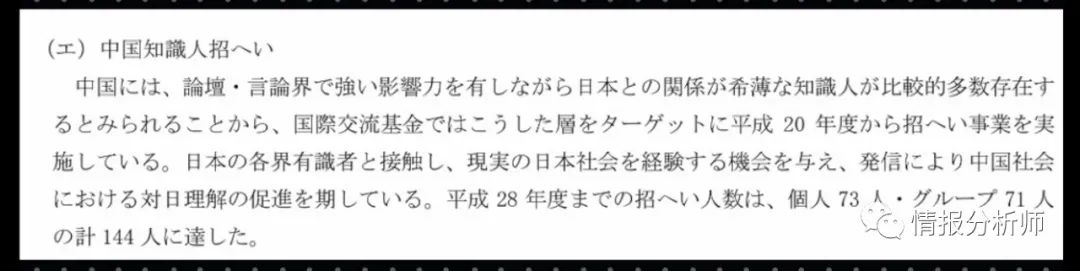 (エ) 中国知識人招へい
中国には、論壇・言論界で強い影響力を有しながら日本との関係が希薄な知識人が比較的多数存在す
るとみられることから、国際交流基金ではこうした層をターゲットに平成 20 年度から招へい事業を実
施している。日本の各界有識者と接触し、現実の日本社会を経験する機会を与え、発信により中国社会
における対日理解の促進を期している。平成 28 年度までの招へい人数は、個人 73 人・グループ 71 人
の計 144 人に達した。
情报分析师